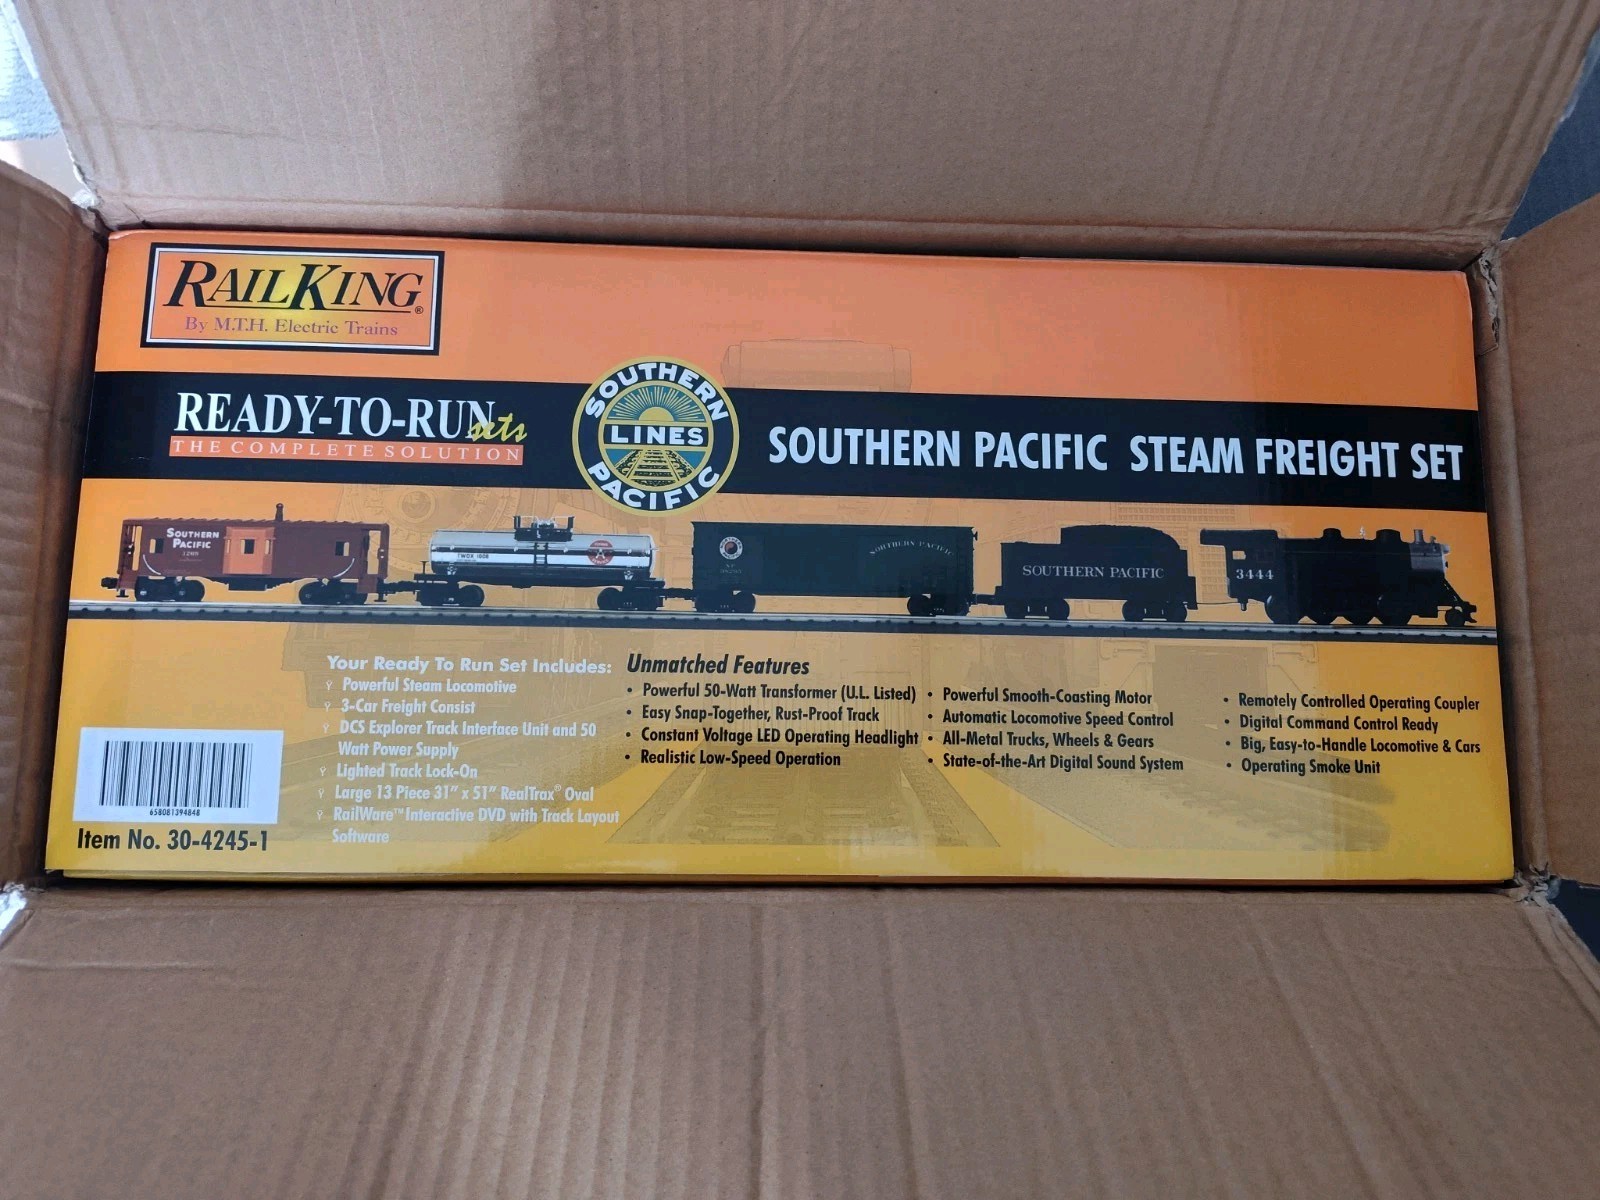 RAILKING®
By M.T.H. Electric Trains
READY-TO-RUN sets
THE COMPLETE SOLUTION
SOUTHERN
LINES
PACIFIC
SOUTHERN PACIFIC STEAM FREIGHT SET
SOUTHERN
PACIFIC
TWOX 1608
NORTHERN PACIFIC
SOUTHERN PACIFIC
3444
Your Ready To Run Set Includes:
Powerful Steam Locomotive
3-Car Freight Consist
DCS Explorer Track Interface Unit and 50
Watt Power Supply
Lighted Track Lock-On
Large 13 Piece 31" x 51" RealTrax® Oval
RailWare™ Interactive DVD with Track Layout
Software
Unmatched Features
• Powerful 50-Watt Transformer (U.L. Listed)
• Easy Snap-Together, Rust-Proof Track
• Constant Voltage LED Operating Headlight
• Realistic Low-Speed Operation
• Powerful Smooth-Coasting Motor
• Automatic Locomotive Speed Control
• All-Metal Trucks, Wheels & Gears
• State-of-the-Art Digital Sound System
• Remotely Controlled Operating Coupler
• Digital Command Control Ready
• Big, Easy-to-Handle Locomotive & Cars
• Operating Smoke Unit
658081394848
Item No. 30-4245-1